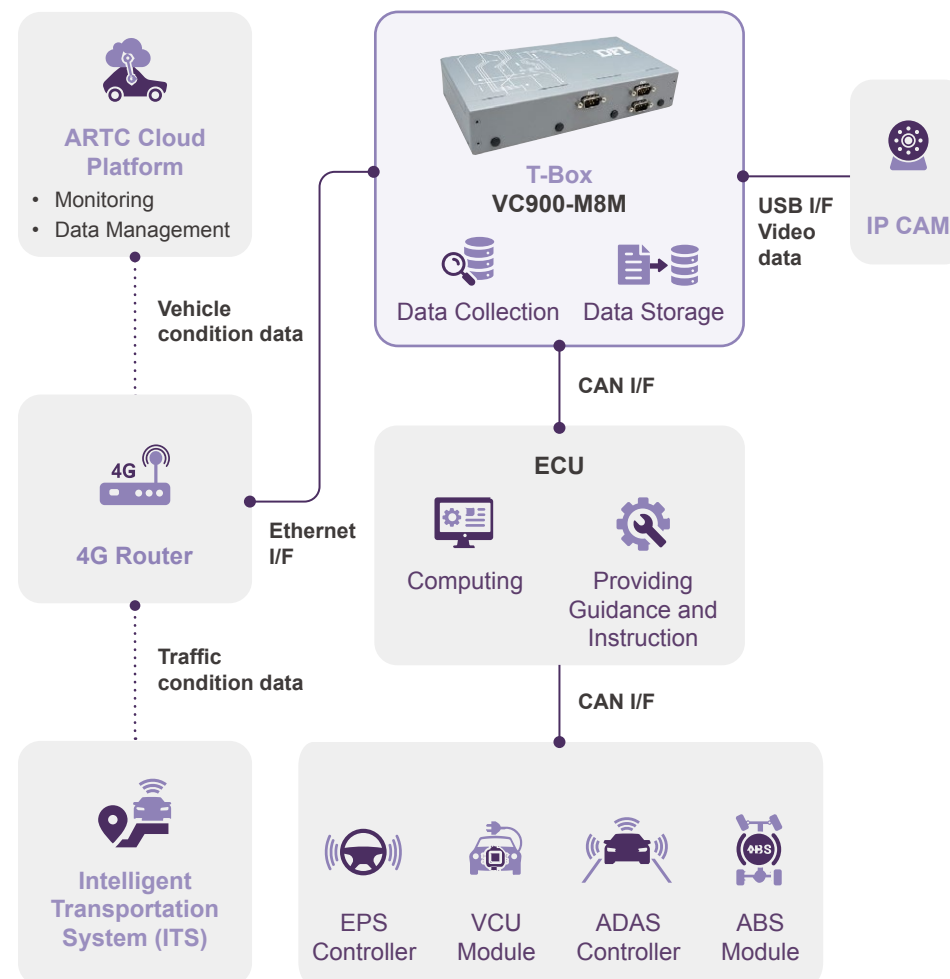 ARTC Cloud
Platform
• Monitoring
• Data Management
DFI
T-Box
VC900-M8M
Data Collection
Data Storage
USB I/F
Video
data
IP CAM
Vehicle
condition data
CAN I/F
4G
4G Router
Ethernet
I/F
ECU
Computing
Providing
Guidance and
Instruction
Traffic
condition data
CAN I/F
Intelligent
Transportation
System (ITS)
EPS
Controller
VCU
Module
ADAS
Controller
ABS
ABS
Module